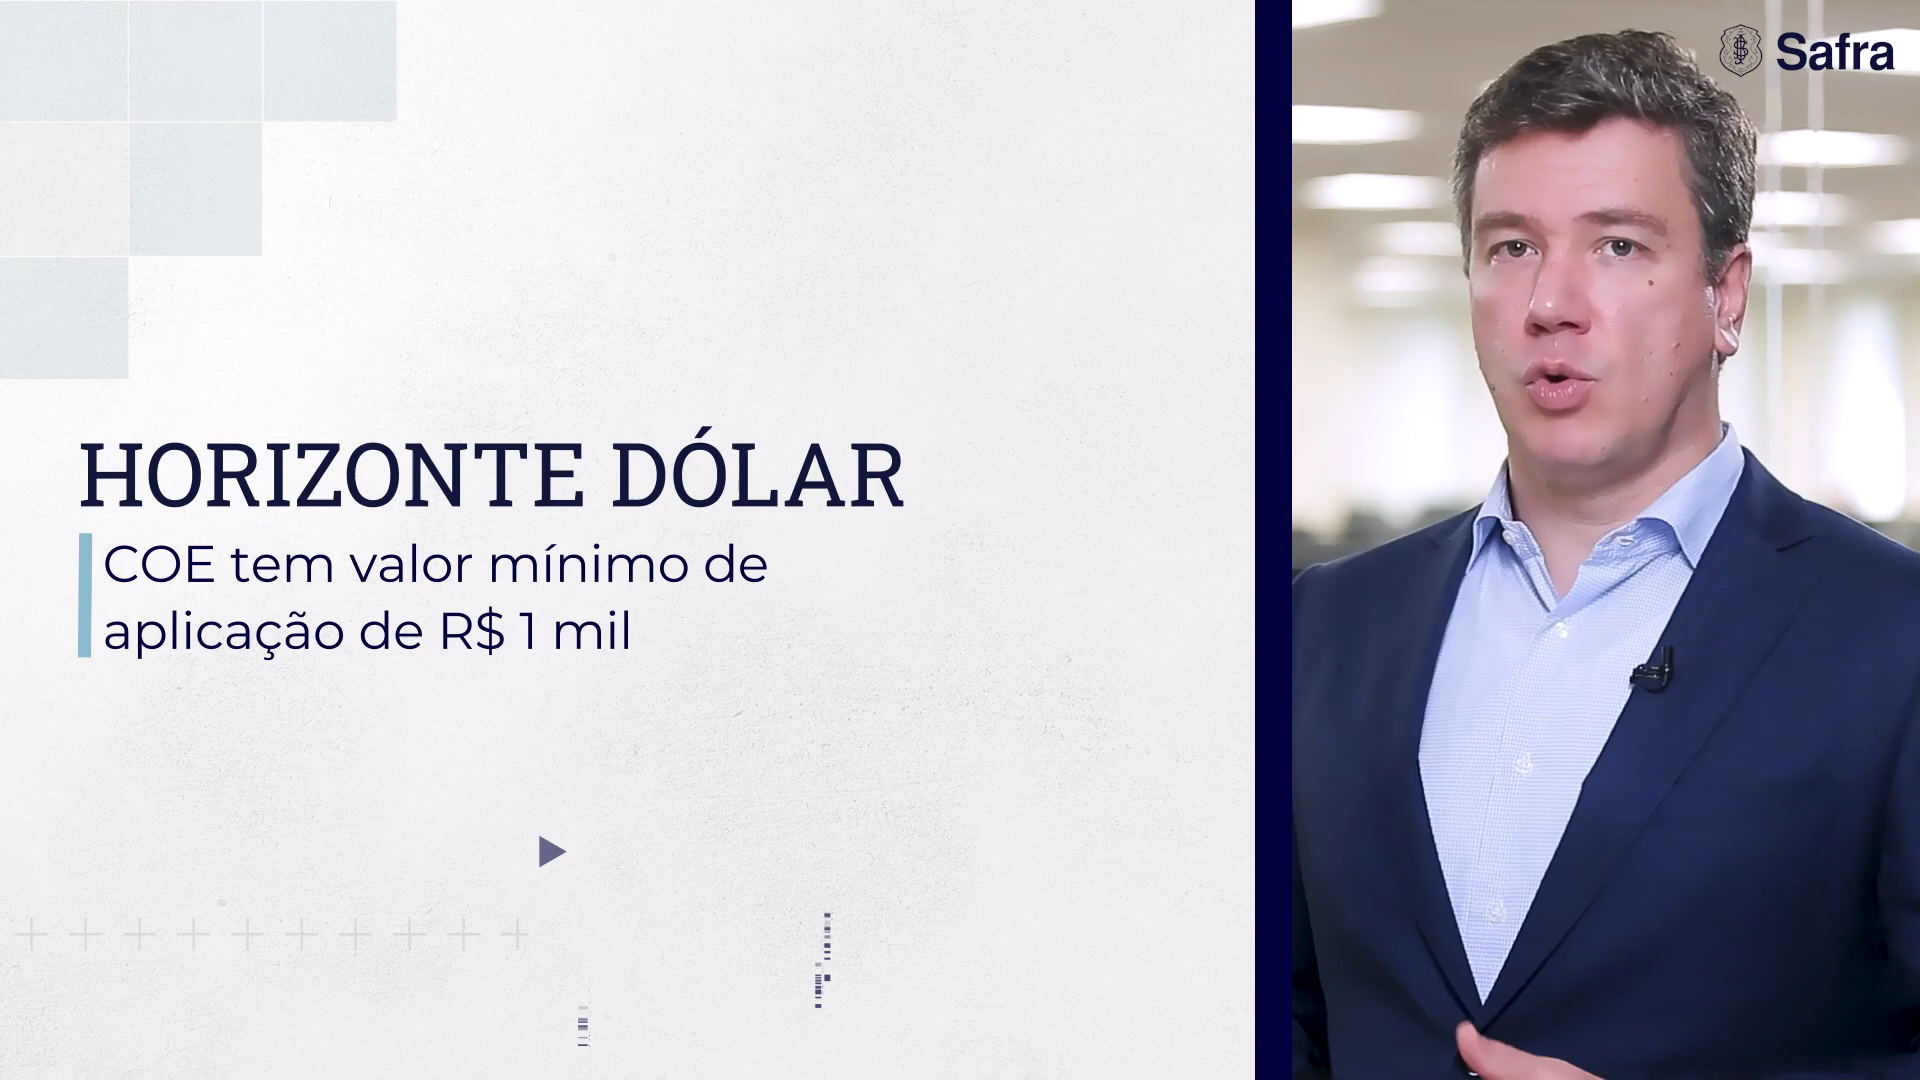 Safra
HORIZONTE DÓLAR
COE tem valor mínimo de
aplicação de R$ 1 mil